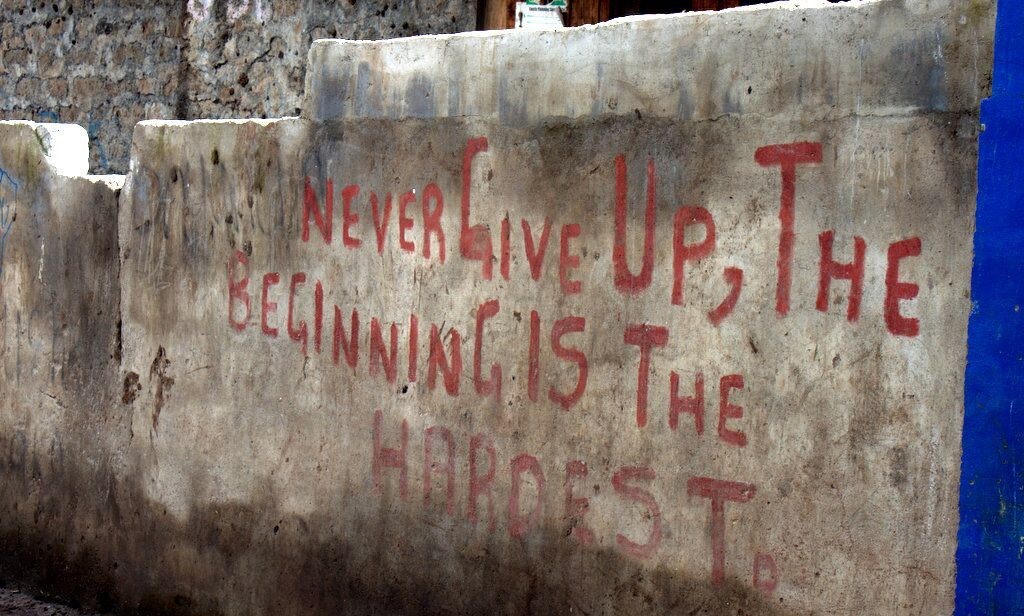 NEVER GIVE UP, THE
BEGINNING IS THE
HARDEST.